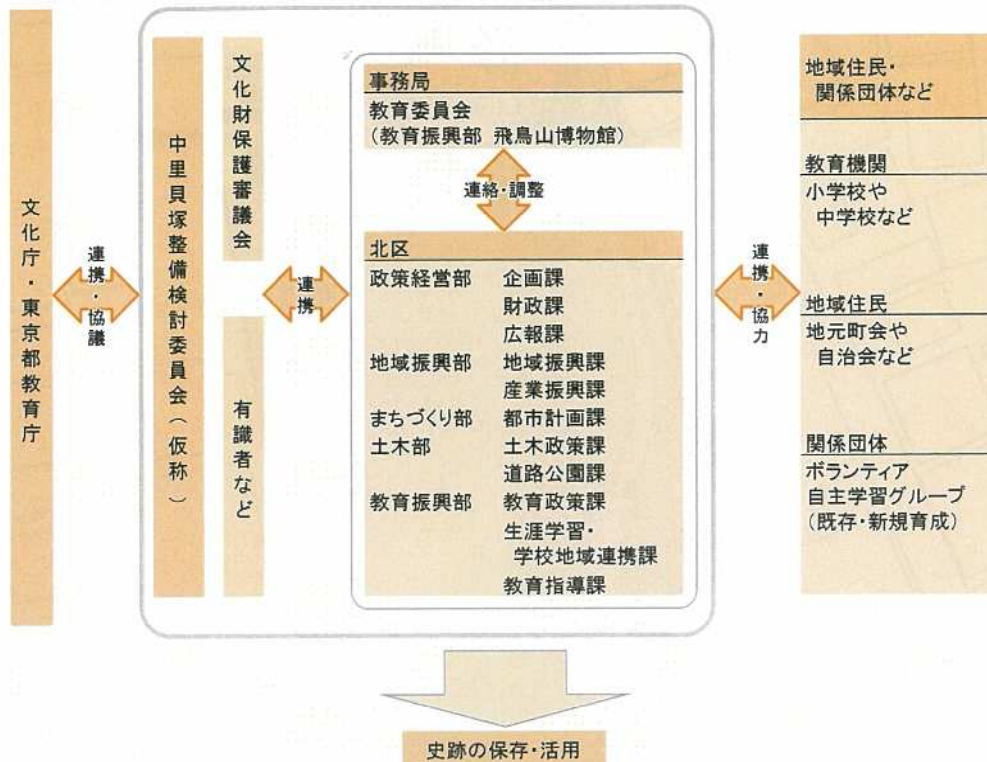 文化庁・東京都教育庁
連携・協議
中里貝塚整備検討委員会（仮称）
文化財保護審議会
有識者など
連携
事務局
教育委員会
（教育振興部 飛鳥山博物館）
連絡・調整
北区
政策経営部 企画課
財政課
広報課
地域振興部 地域振興課
産業振興課
まちづくり部 都市計画課
土木部 土木政策課
道路公園課
教育振興部 教育政策課
生涯学習・
学校地域連携課
教育指導課
連携・協力
地域住民・
関係団体など
教育機関
小学校や
中学校など
地域住民
地元町会や
自治会など
関係団体
ボランティア
自主学習グループ
（既存・新規育成）
史跡の保存・活用